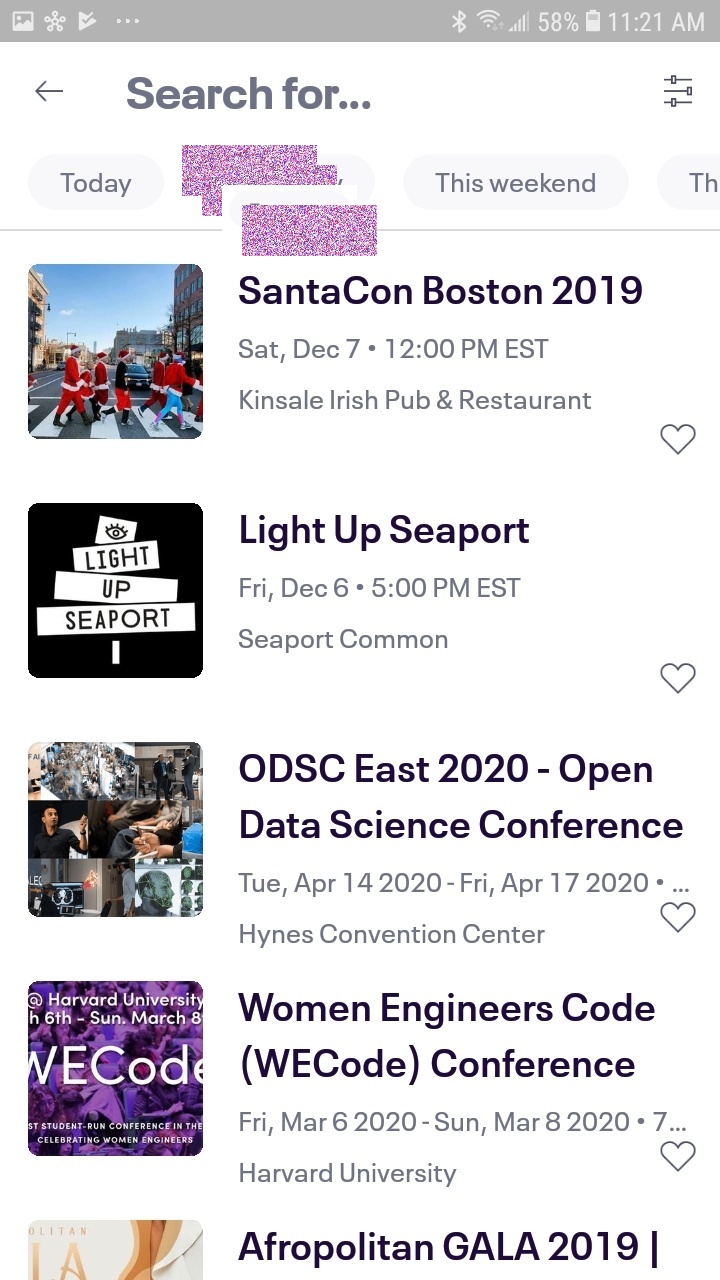 58% 11:21 AM
Search for...
Today
This weekend
Th
SantaCon Boston 2019
Sat, Dec 7 • 12:00 PM EST
Kinsale Irish Pub & Restaurant
LIGHT
UP
SEAPORT
Light Up Seaport
Fri, Dec 6 • 5:00 PM EST
Seaport Common
ODSC East 2020 - Open
Data Science Conference
Tue, Apr 14 2020 - Fri, Apr 17 2020 • ...
Hynes Convention Center
@ Harvard University
h 6th - Sun. March 8
WECode
ST STUDENT-RUN CONFERENCE IN THE
CELEBRATING WOMEN ENGINEERS
Women Engineers Code
(WECode) Conference
Fri, Mar 6 2020 - Sun, Mar 8 2020 • 7...
Harvard University
OLITAN
LA
Afropolitan GALA 2019 |